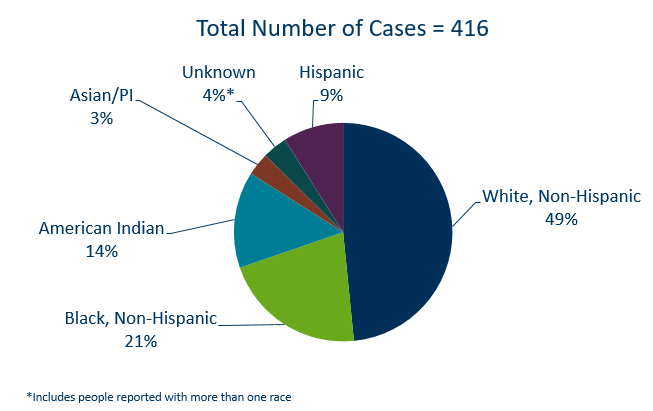 Total Number of Cases = 416
Unknown
4%*
Hispanic
9%
Asian/PI
3%
White, Non-Hispanic
49%
American Indian
14%
Black, Non-Hispanic
21%
*Includes people reported with more than one race